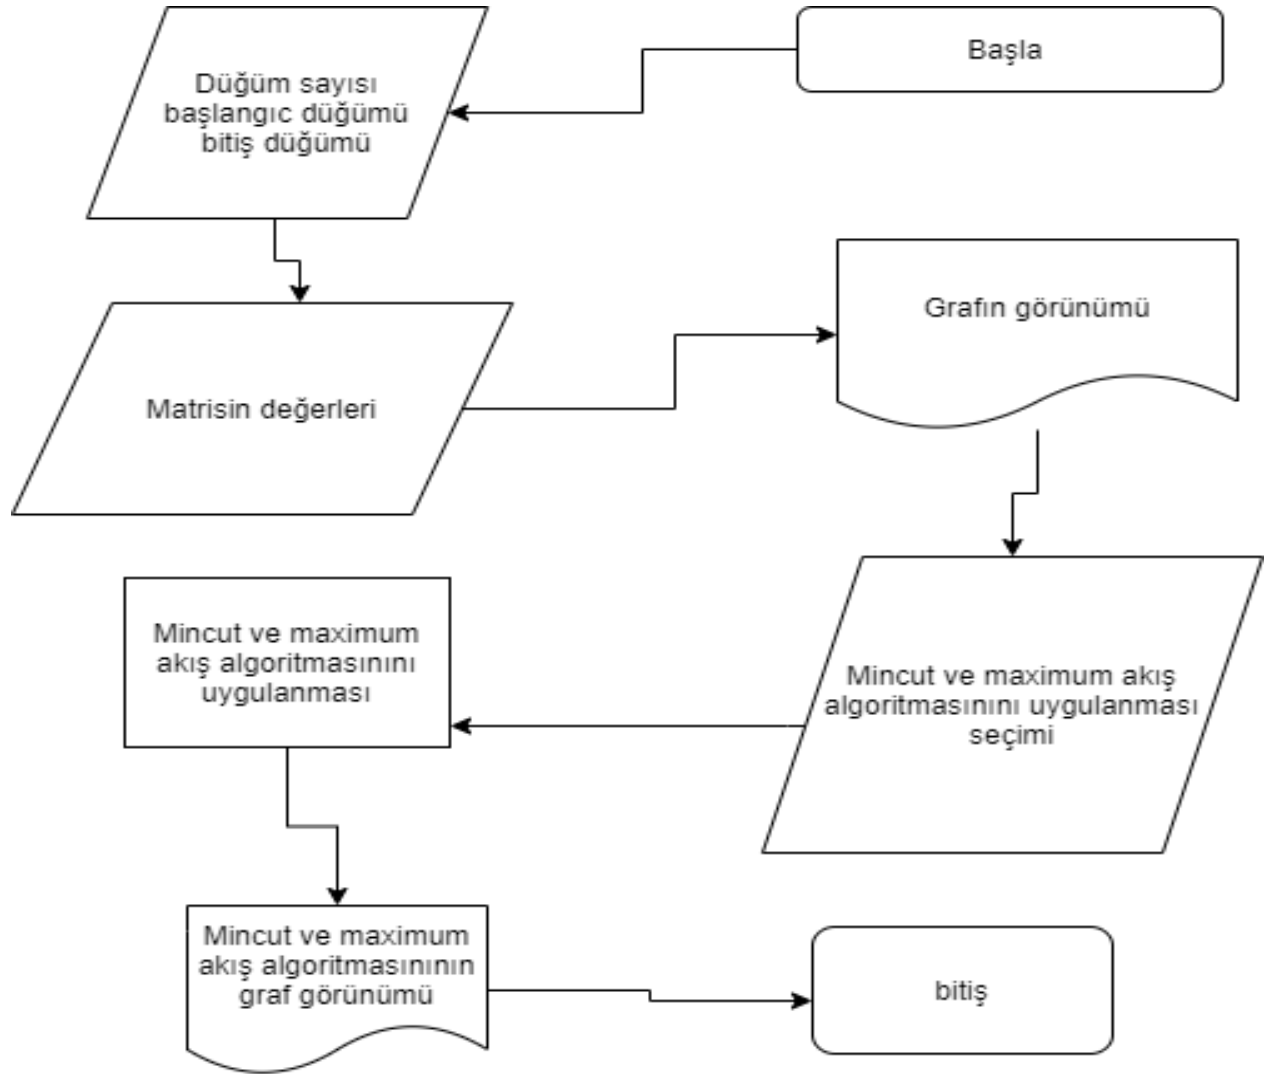 Başla
Düğüm sayısı
başlangıc düğümü
bitiş düğümü
Matrisin değerleri
Grafın görünümü
Mincut ve maximum akış
algoritmasınını uygulanması
seçimi
Mincut ve maximum
akış algoritmasınını
uygulanması
Mincut ve maximum
akış algoritmasınının
graf görünümü
bitiş